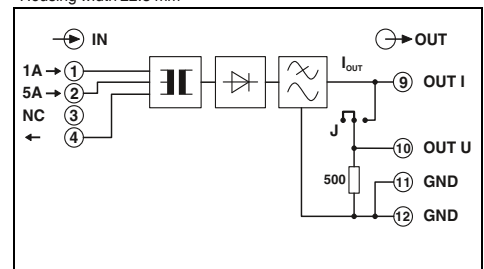 Housing width 22.5 mm
IN
OUT
1A
1
5A
2
NC
3
4
I OUT
9
OUT I
J
10
OUT U
500
11
GND
12
GND